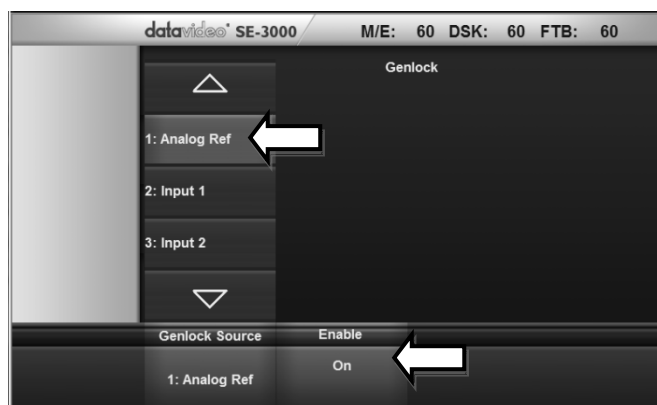 datavideo® SE-3000 M/E: 60 DSK: 60 FTB: 60
Genlock
1: Analog Ref
2: Input 1
3: Input 2
Genlock Source Enable
1: Analog Ref On